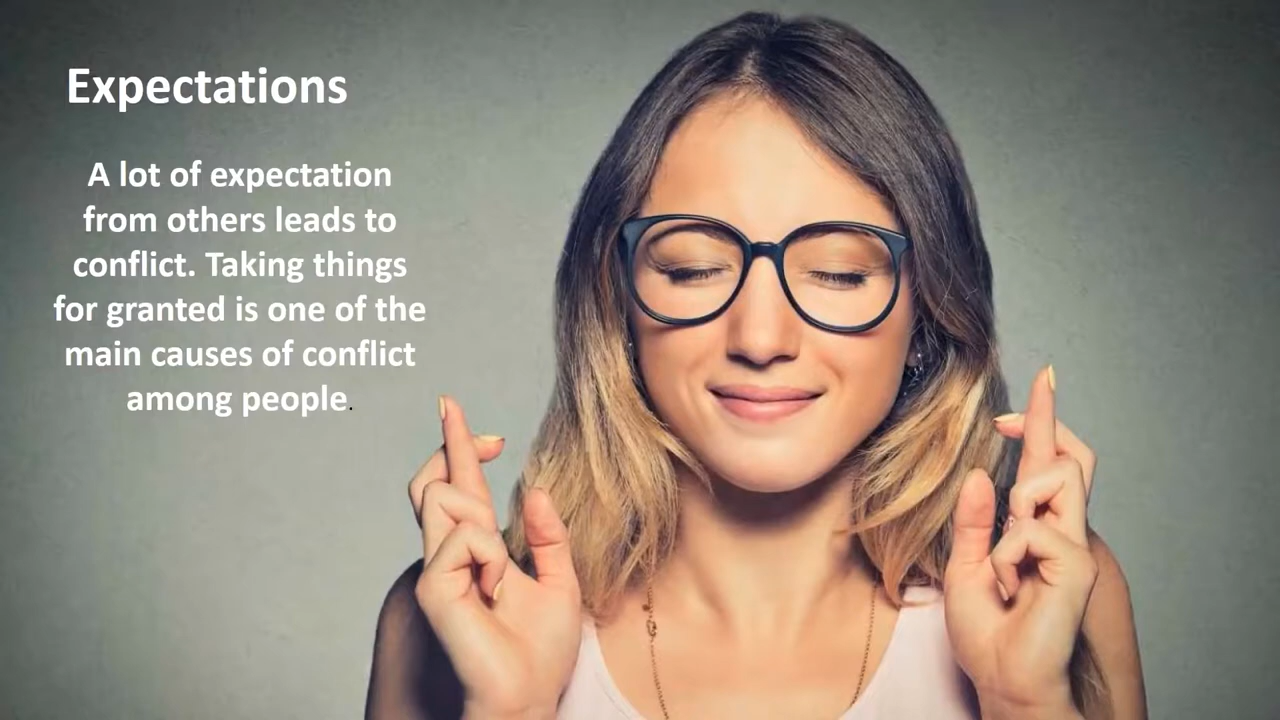 Expectations
A lot of expectation
from others leads to
conflict. Taking things
for granted is one of the
main causes of conflict
among people.